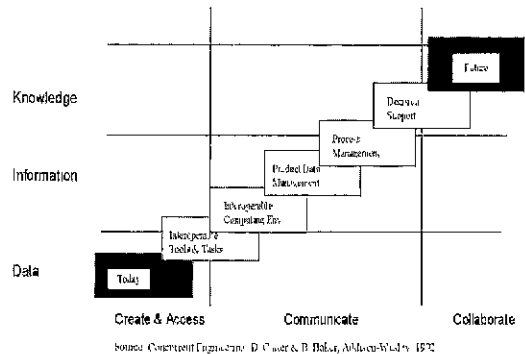 Future
Knowledge
Decision
Support
Process
Management
Information
Product Data
Management
Interoperable
Computing Env
Interoperable
Tools & Tasks
Data
Today
Create & Access
Communicate
Collaborate
Source: Concurrent Engineering, D. Carter & B. Baker, Addison-Wesley, 1992